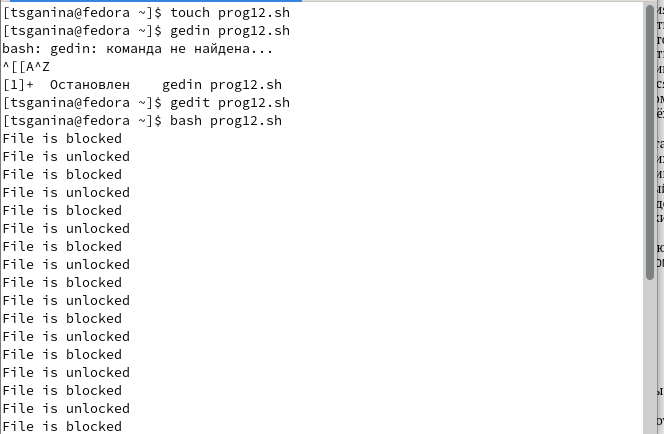 [tsganina@fedora ~]$ touch prog12.sh
[tsganina@fedora ~]$ gedin prog12.sh
bash: gedin: команда не найдена...
^[[A^Z
[1]+  Остановлен    gedin prog12.sh
[tsganina@fedora ~]$ gedit prog12.sh
[tsganina@fedora ~]$ bash prog12.sh
File is blocked
File is unlocked
File is blocked
File is unlocked
File is blocked
File is unlocked
File is blocked
File is unlocked
File is blocked
File is unlocked
File is blocked
File is unlocked
File is blocked
File is unlocked
File is blocked
File is unlocked
File is blocked